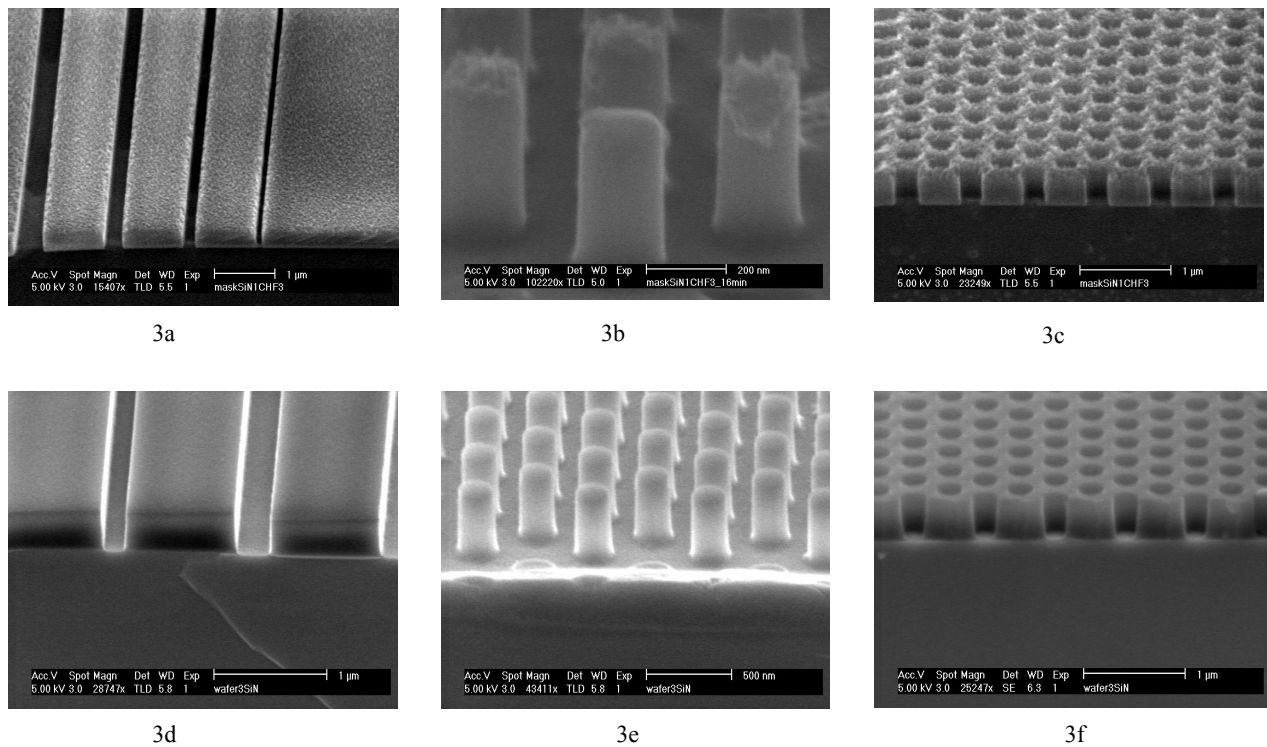 Acc.V Spot Magn Det WD Exp 1 µm
5.00 kV 3.0 15407x TLD 5.5 1 maskSiN1CHF3
Acc.V Spot Magn Det WD Exp 200 nm
5.00 kV 3.0 102220x TLD 5.0 1 maskSiN1CHF3_16min
Acc.V Spot Magn Det WD Exp 1 µm
5.00 kV 3.0 23249x TLD 5.5 1 maskSiN1CHF3
3a
3b
3c
Acc.V Spot Magn Det WD Exp 1 µm
5.00 kV 3.0 28747x TLD 5.8 1 wafer3SiN
Acc.V Spot Magn Det WD Exp 500 nm
5.00 kV 3.0 43411x TLD 5.8 1 wafer3SiN
Acc.V Spot Magn Det WD Exp 1 µm
5.00 kV 3.0 25247x SE 6.3 1 wafer3SiN
3d
3e
3f